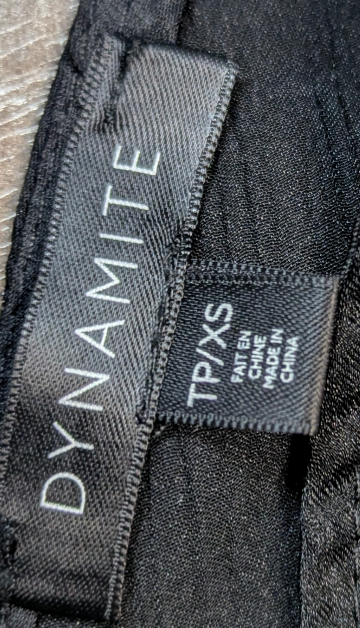 DYNAMITE
TP/XS
FAIT EN
CHINE
MADE IN
CHINA